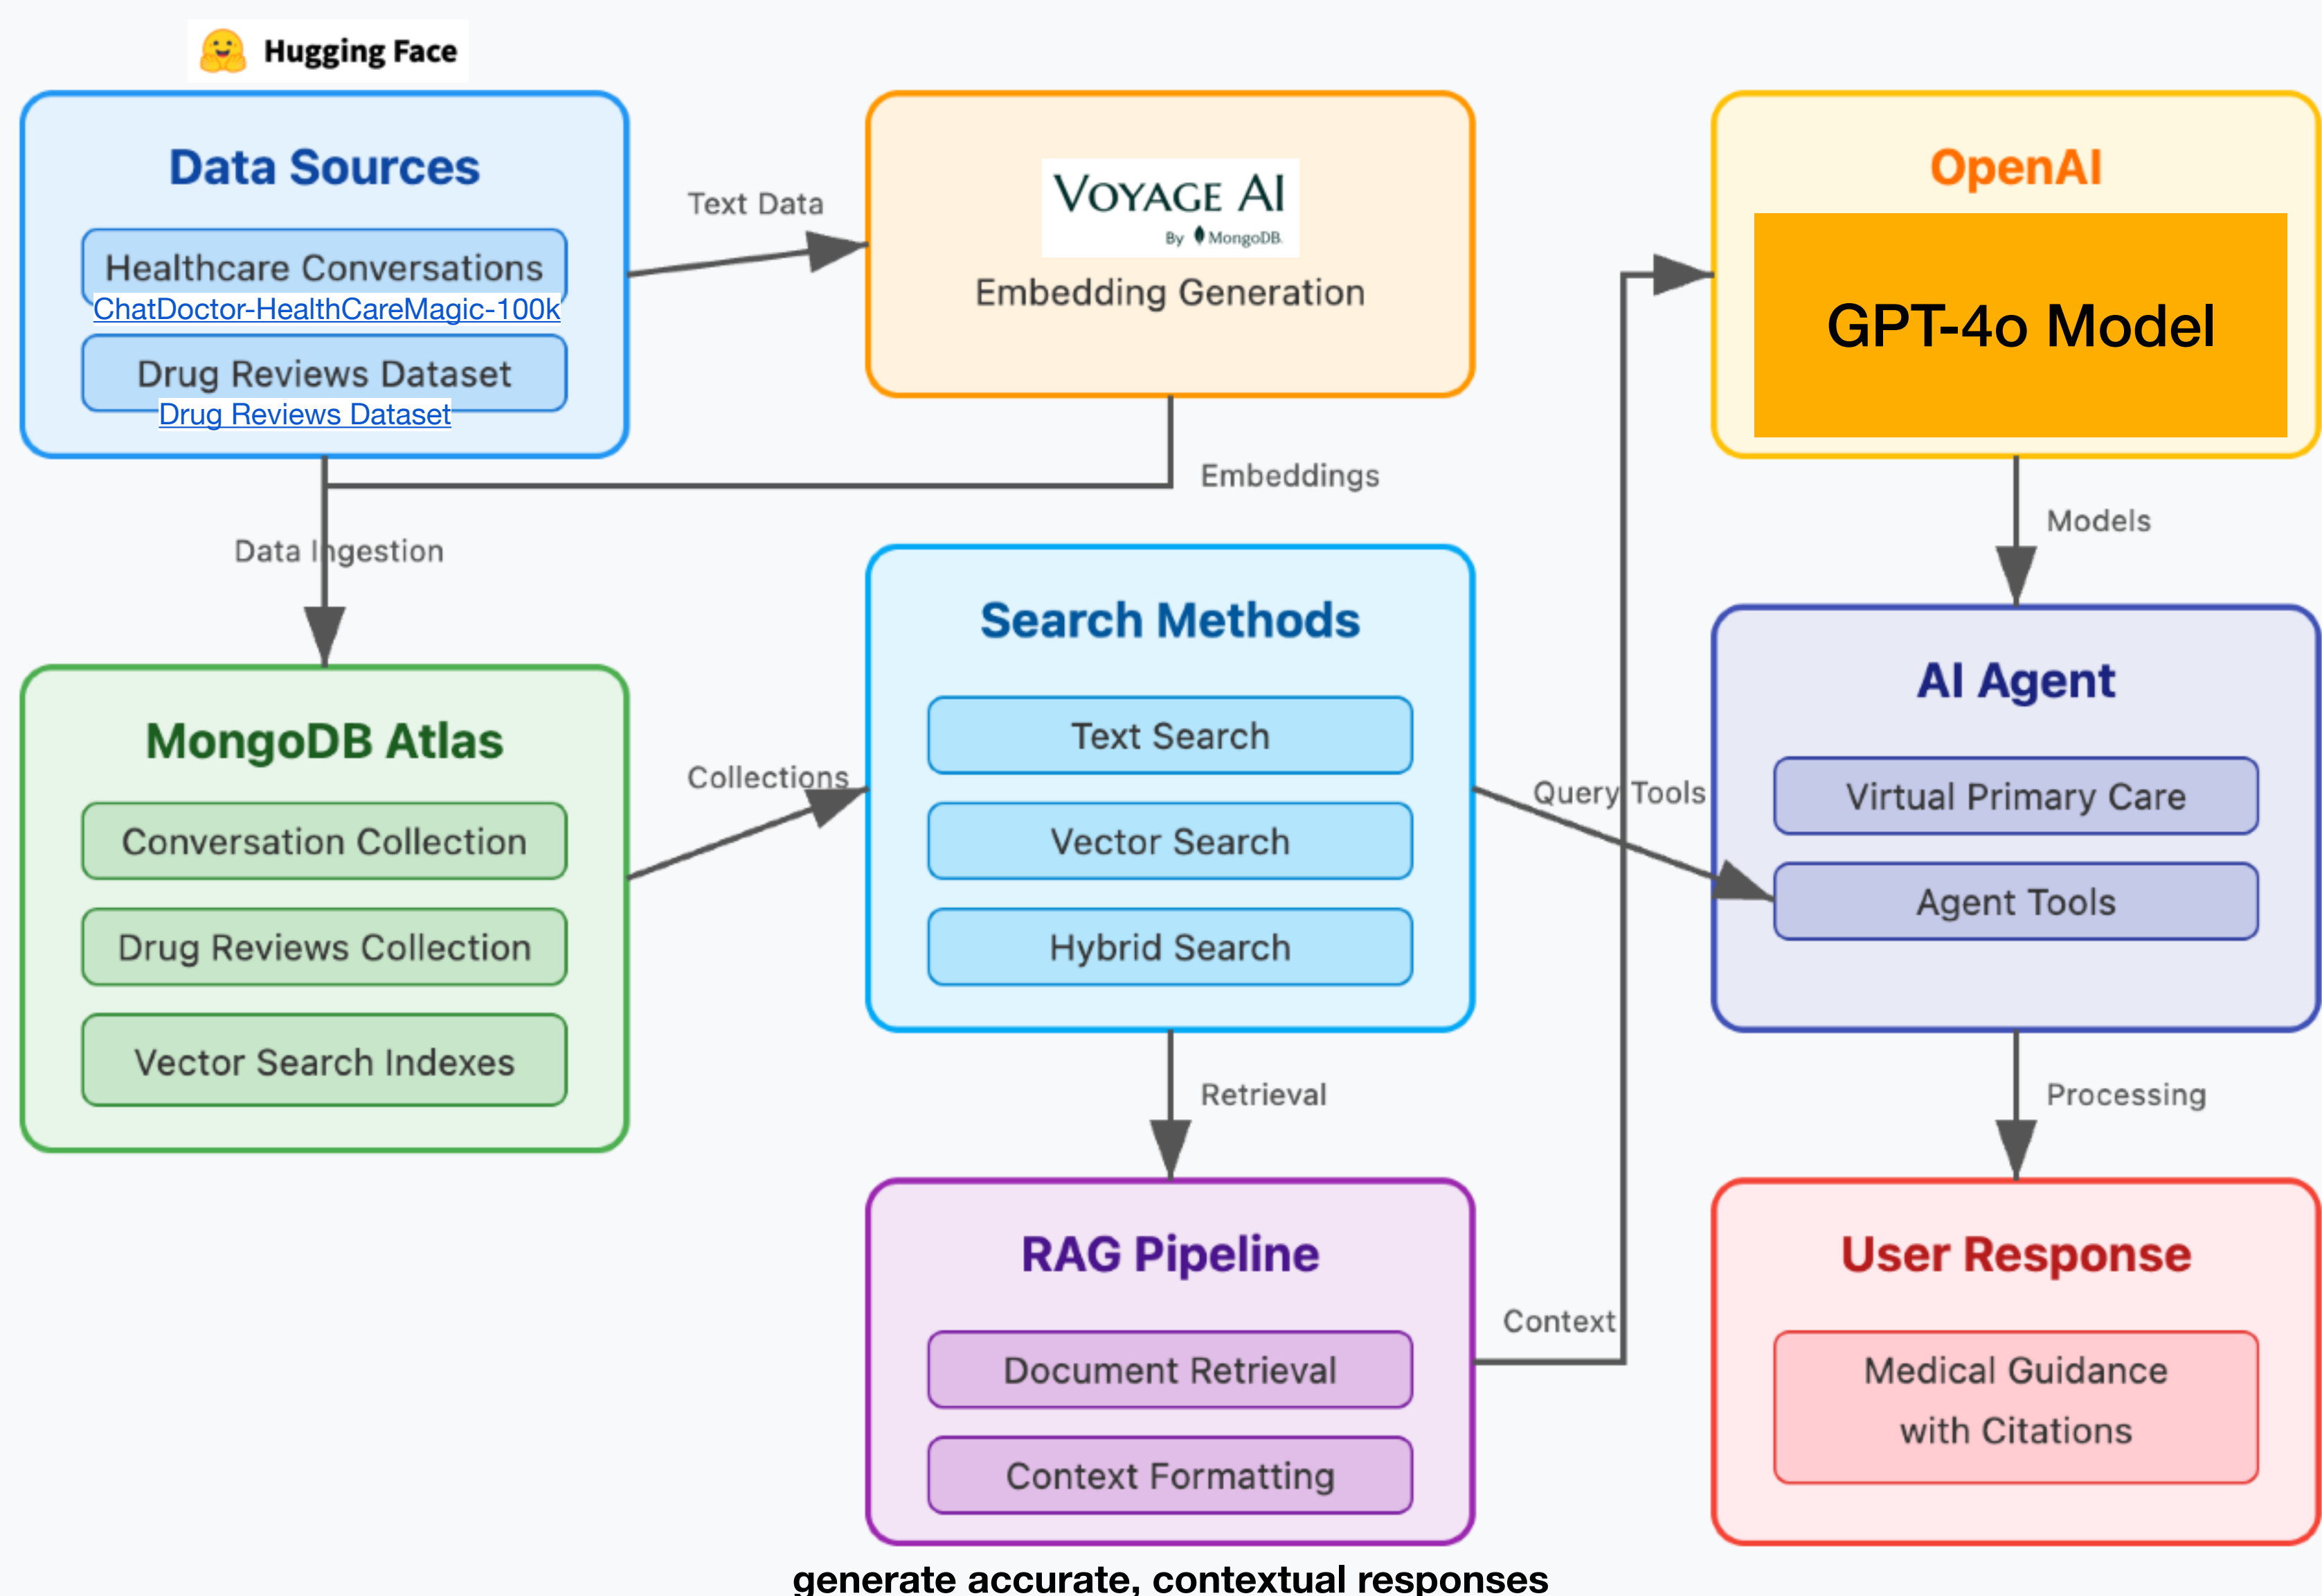 Hugging Face
Data Sources
Healthcare Conversations
ChatDoctor-HealthCareMagic-100k
Drug Reviews Dataset
Drug Reviews Dataset
Text Data
VOYAGE AI
By MongoDB
Embedding Generation
OpenAI
GPT-4o Model
Embeddings
Data Ingestion
Models
MongoDB Atlas
Conversation Collection
Drug Reviews Collection
Vector Search Indexes
Collections
Search Methods
Text Search
Vector Search
Hybrid Search
Query Tools
AI Agent
Virtual Primary Care
Agent Tools
Retrieval
Processing
RAG Pipeline
Document Retrieval
Context Formatting
Context
User Response
Medical Guidance
with Citations
generate accurate, contextual responses